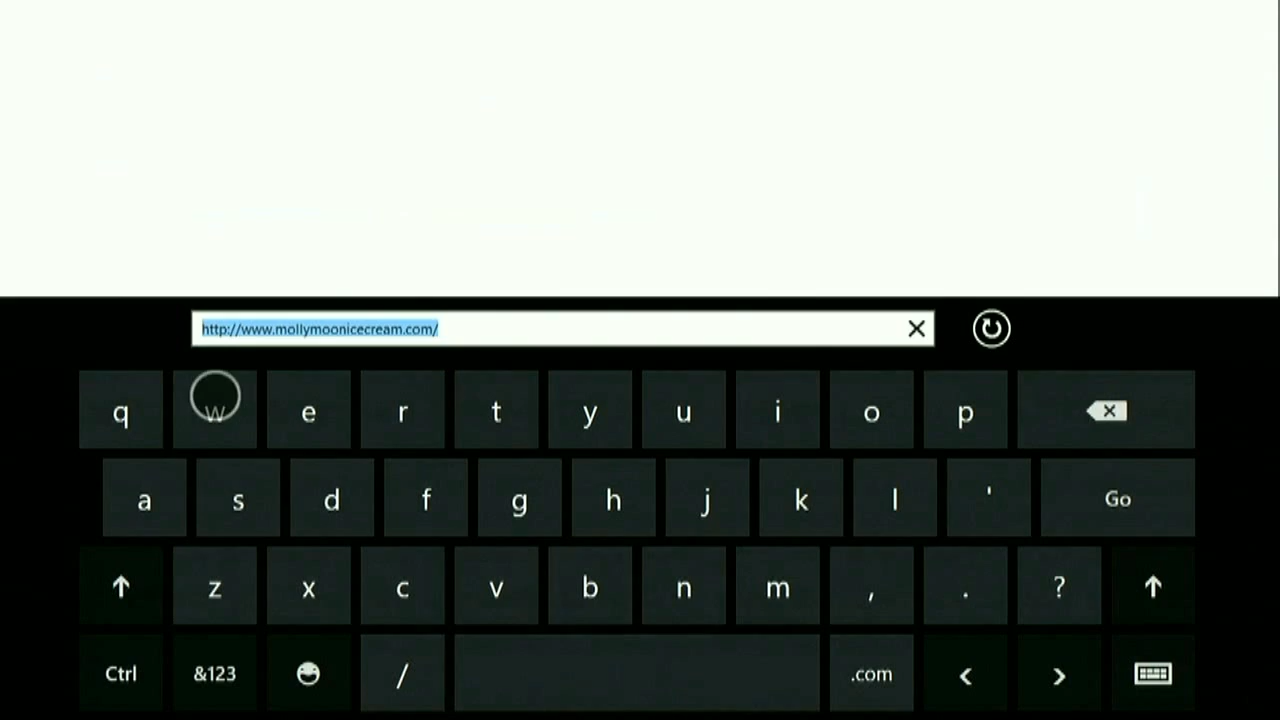 http://www.mollymoonicecream.com/
q w e r t y u i o p
a s d f g h j k l ' Go
z x c v b n m , . ?
Ctrl &123 / .com < >